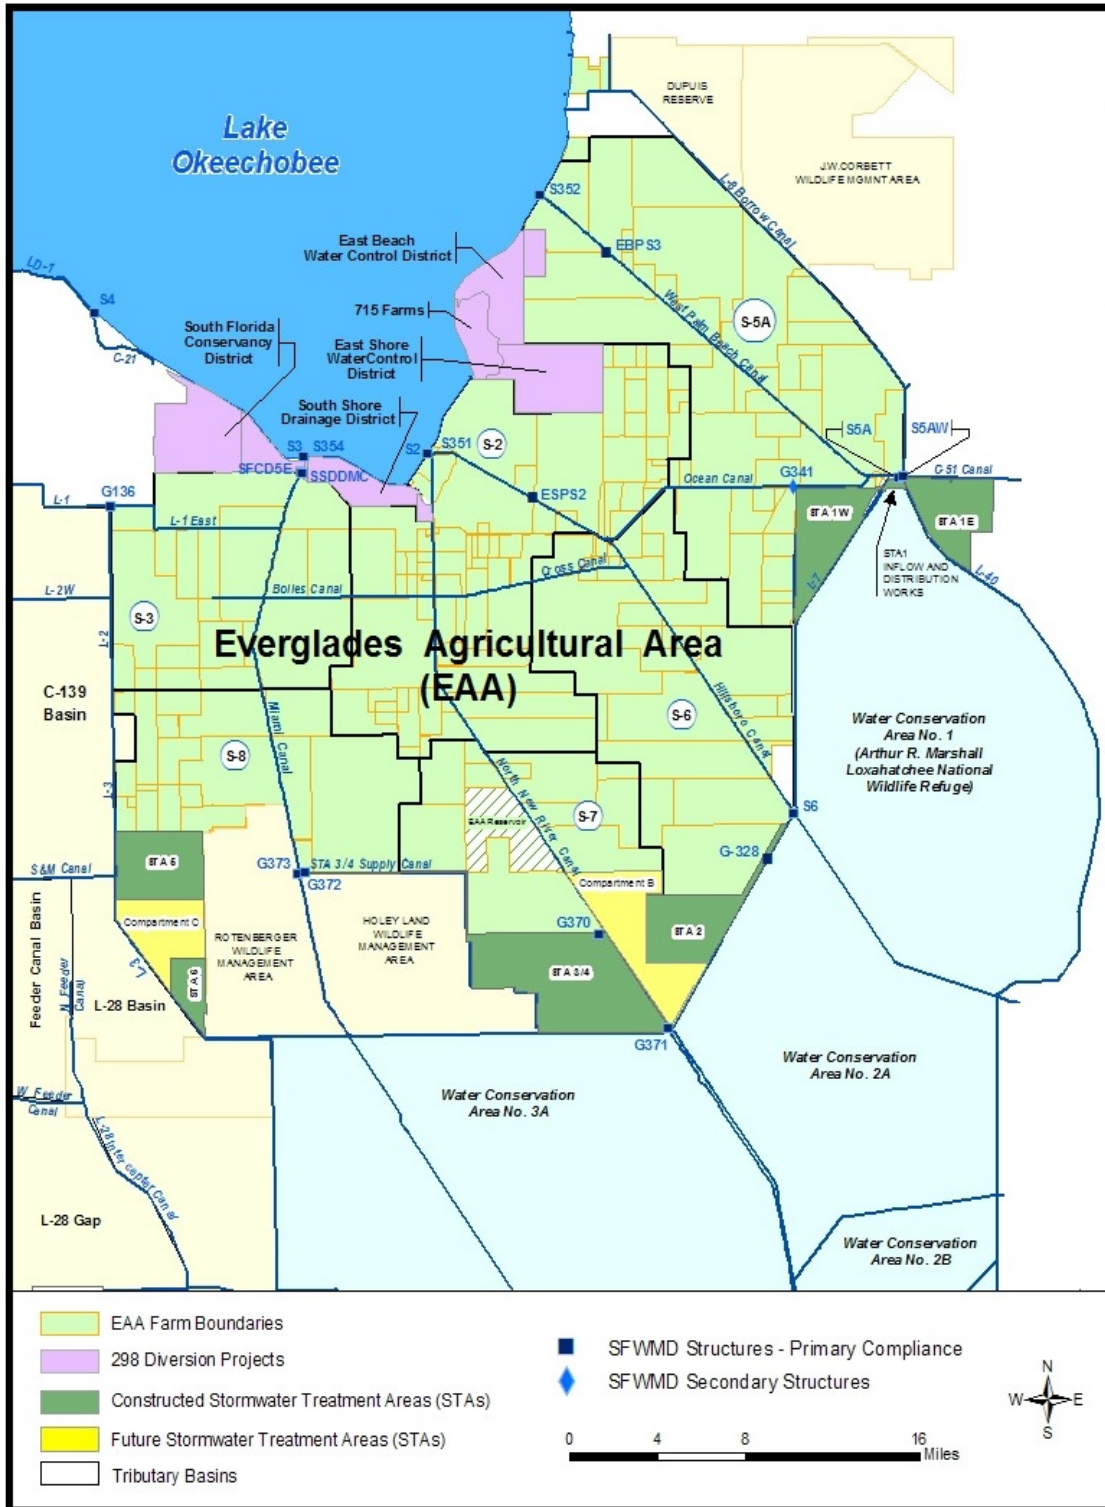 DUPUIS
RESERVE
Lake
Okeechobee
J.W.CORBETT
WILDLIFE MGMNT AREA
L-8 Borrow Canal
S352
East Beach
Water Control District
EBPS3
LD-1
S4
715 Farms
West Palm Beach Canal
S-5A
South Florida
Conservancy
District
C-21
East Shore
WaterControl
District
South Shore
Drainage District
S3
S354
S2
S351
S-2
S5A
S5AW
SFCD5E
SSDDMC
G341
G-51 Canal
L-1
G136
Ocean Canal
ESPS2
L-1 East
STA 1W
STA 1E
STA1
INFLOW AND
DISTRIBUTION
WORKS
L-7
L-40
Cross Canal
Bolles Canal
L-2W
S-3
L-2
Everglades Agricultural Area
(EAA)
C-139
Basin
Hillsboro Canal
S-6
Miami Canal
Water Conservation
Area No. 1
(Arthur R. Marshall
Loxahatchee National
Wildlife Refuge)
S-8
North New River Canal
L-3
EAA Reservoir
S-7
S6
STA 5
S&M Canal
G373
STA 3/4 Supply Canal
G372
G-328
Compartment B
Compartment C
Feeder Canal Basin
N Feeder
Canal
ROTENBERGER
WILDLIFE
MANAGEMENT
AREA
HOLEY LAND
WILDLIFE
MANAGEMENT
AREA
G370
STA 2
L-3
STA 6
STA 3/4
L-28 Basin
G371
Water Conservation
Area No. 2A
W Feeder
Canal
Water Conservation
Area No. 3A
L-28 Interceptor Canal
L-28 Gap
Water Conservation
Area No. 2B
EAA Farm Boundaries
298 Diversion Projects
Constructed Stormwater Treatment Areas (STAs)
Future Stormwater Treatment Areas (STAs)
Tributary Basins
SFWMD Structures - Primary Compliance
SFWMD Secondary Structures
N
W E
S
0 4 8 16
Miles